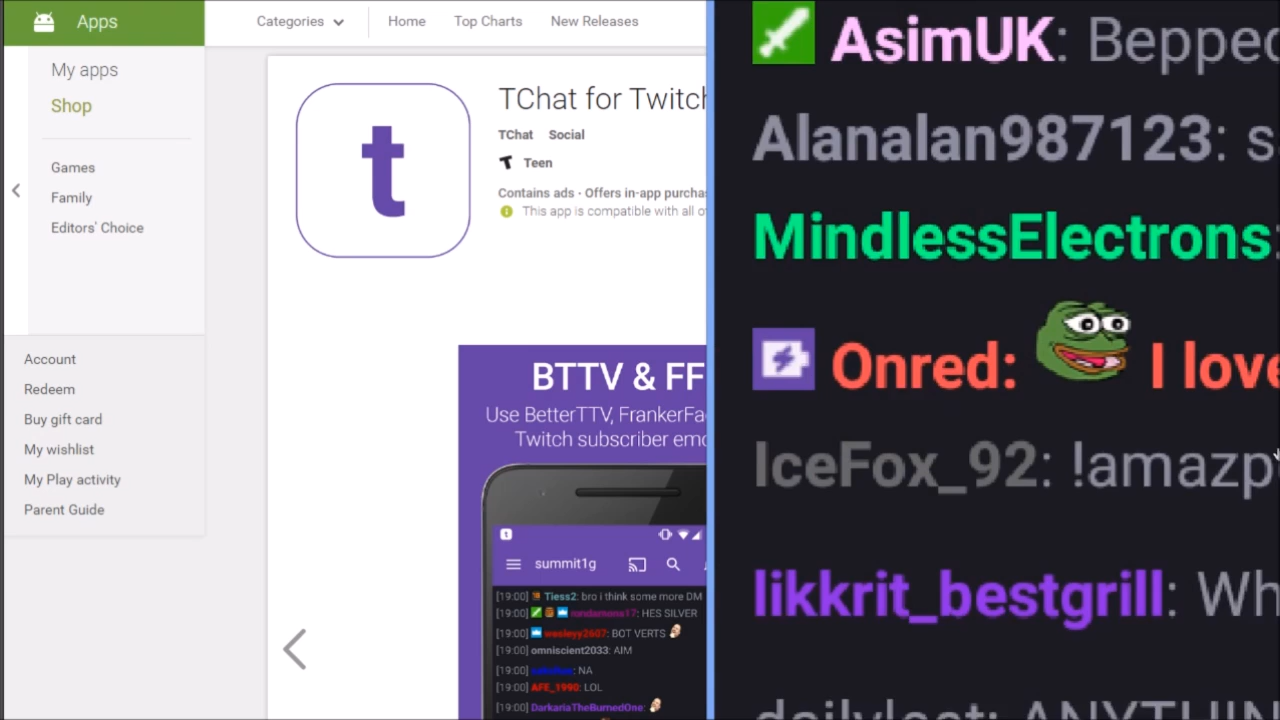 Apps
Categories
Home
Top Charts
New Releases
My apps
Shop
Games
Family
Editors' Choice
Account
Redeem
Buy gift card
My wishlist
My Play activity
Parent Guide
t
TChat for Twitch
TChat Social
T Teen
Contains ads · Offers in-app purcha
This app is compatible with all o
BTTV & FF
Use BetterTTV, FrankerFa
Twitch subscriber emo
summit1g
[19:00] Tiess2: bro i think some more DM
[19:00] HES SILVER
[19:00] wesleyy2607: BOT VERTS
[19:00] omniscient2033: AIM
[19:00] : NA
[19:00] AFE_1990: LOL
[19:00] DarkariaTheBurnedOne:
AsimUK: Bepped
Alanalan987123: s
MindlessElectrons:
Onred: I love
IceFox_92: !amazp
likkrit_bestgrill: Wh
ANYTHIN